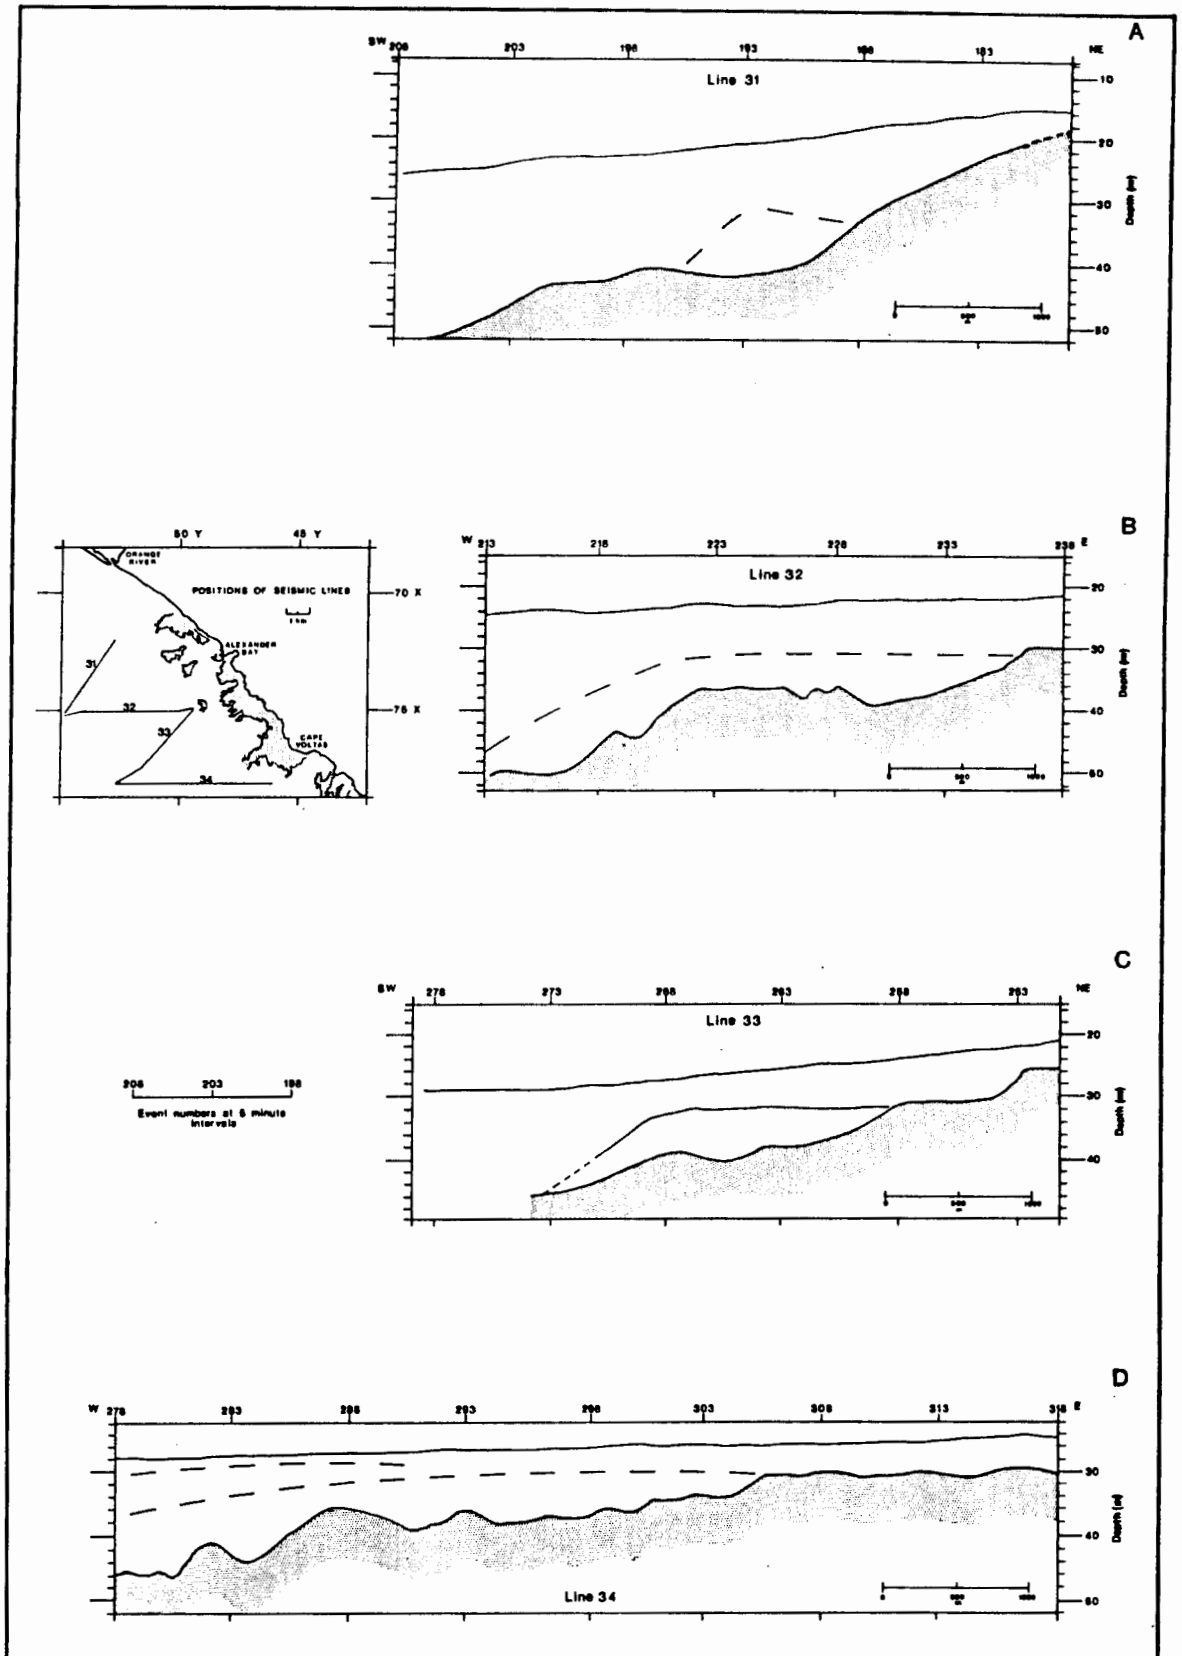 A
SW 208 203 198 193 188 183 NE
Line 31
10
20
30
40
50
Depth (m)
0 500 1000
m
B
50 Y 45 Y
ORANGE
RIVER
POSITIONS OF SEISMIC LINES
1 km
70 X
ALEXANDER
BAY
31
32
75 X
33
CAPE
VOLTAS
34
W 213 218 223 228 233 238 E
Line 32
20
30
40
50
Depth (m)
0 500 1000
m
C
SW 278 273 268 263 258 253 NE
Line 33
20
30
40
Depth (m)
0 500 1000
m
208 203 198
Event numbers at 5 minute
intervals
D
W 278 283 288 293 298 303 308 313 318 E
30
40
50
Depth (m)
Line 34
0 500 1000
m